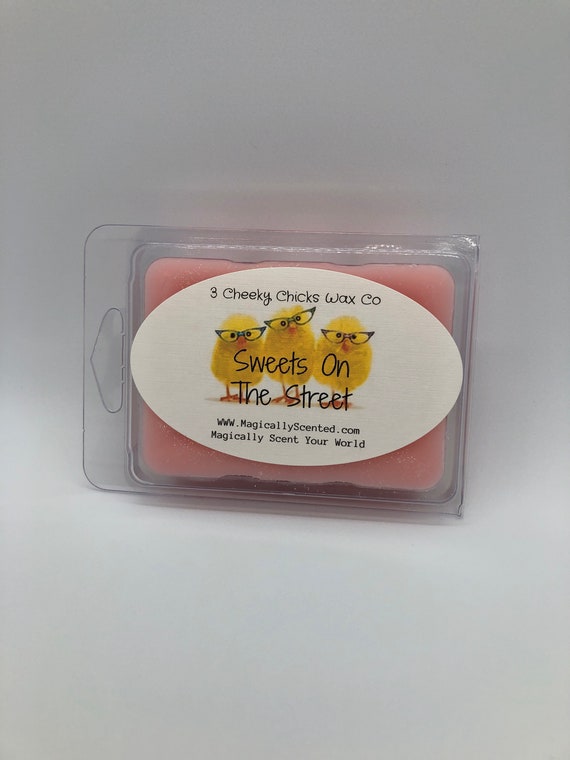 3 Cheeky Chicks Wax Co
Sweets On
The Street
WWW.MagicallyScented.com
Magically Scent Your World